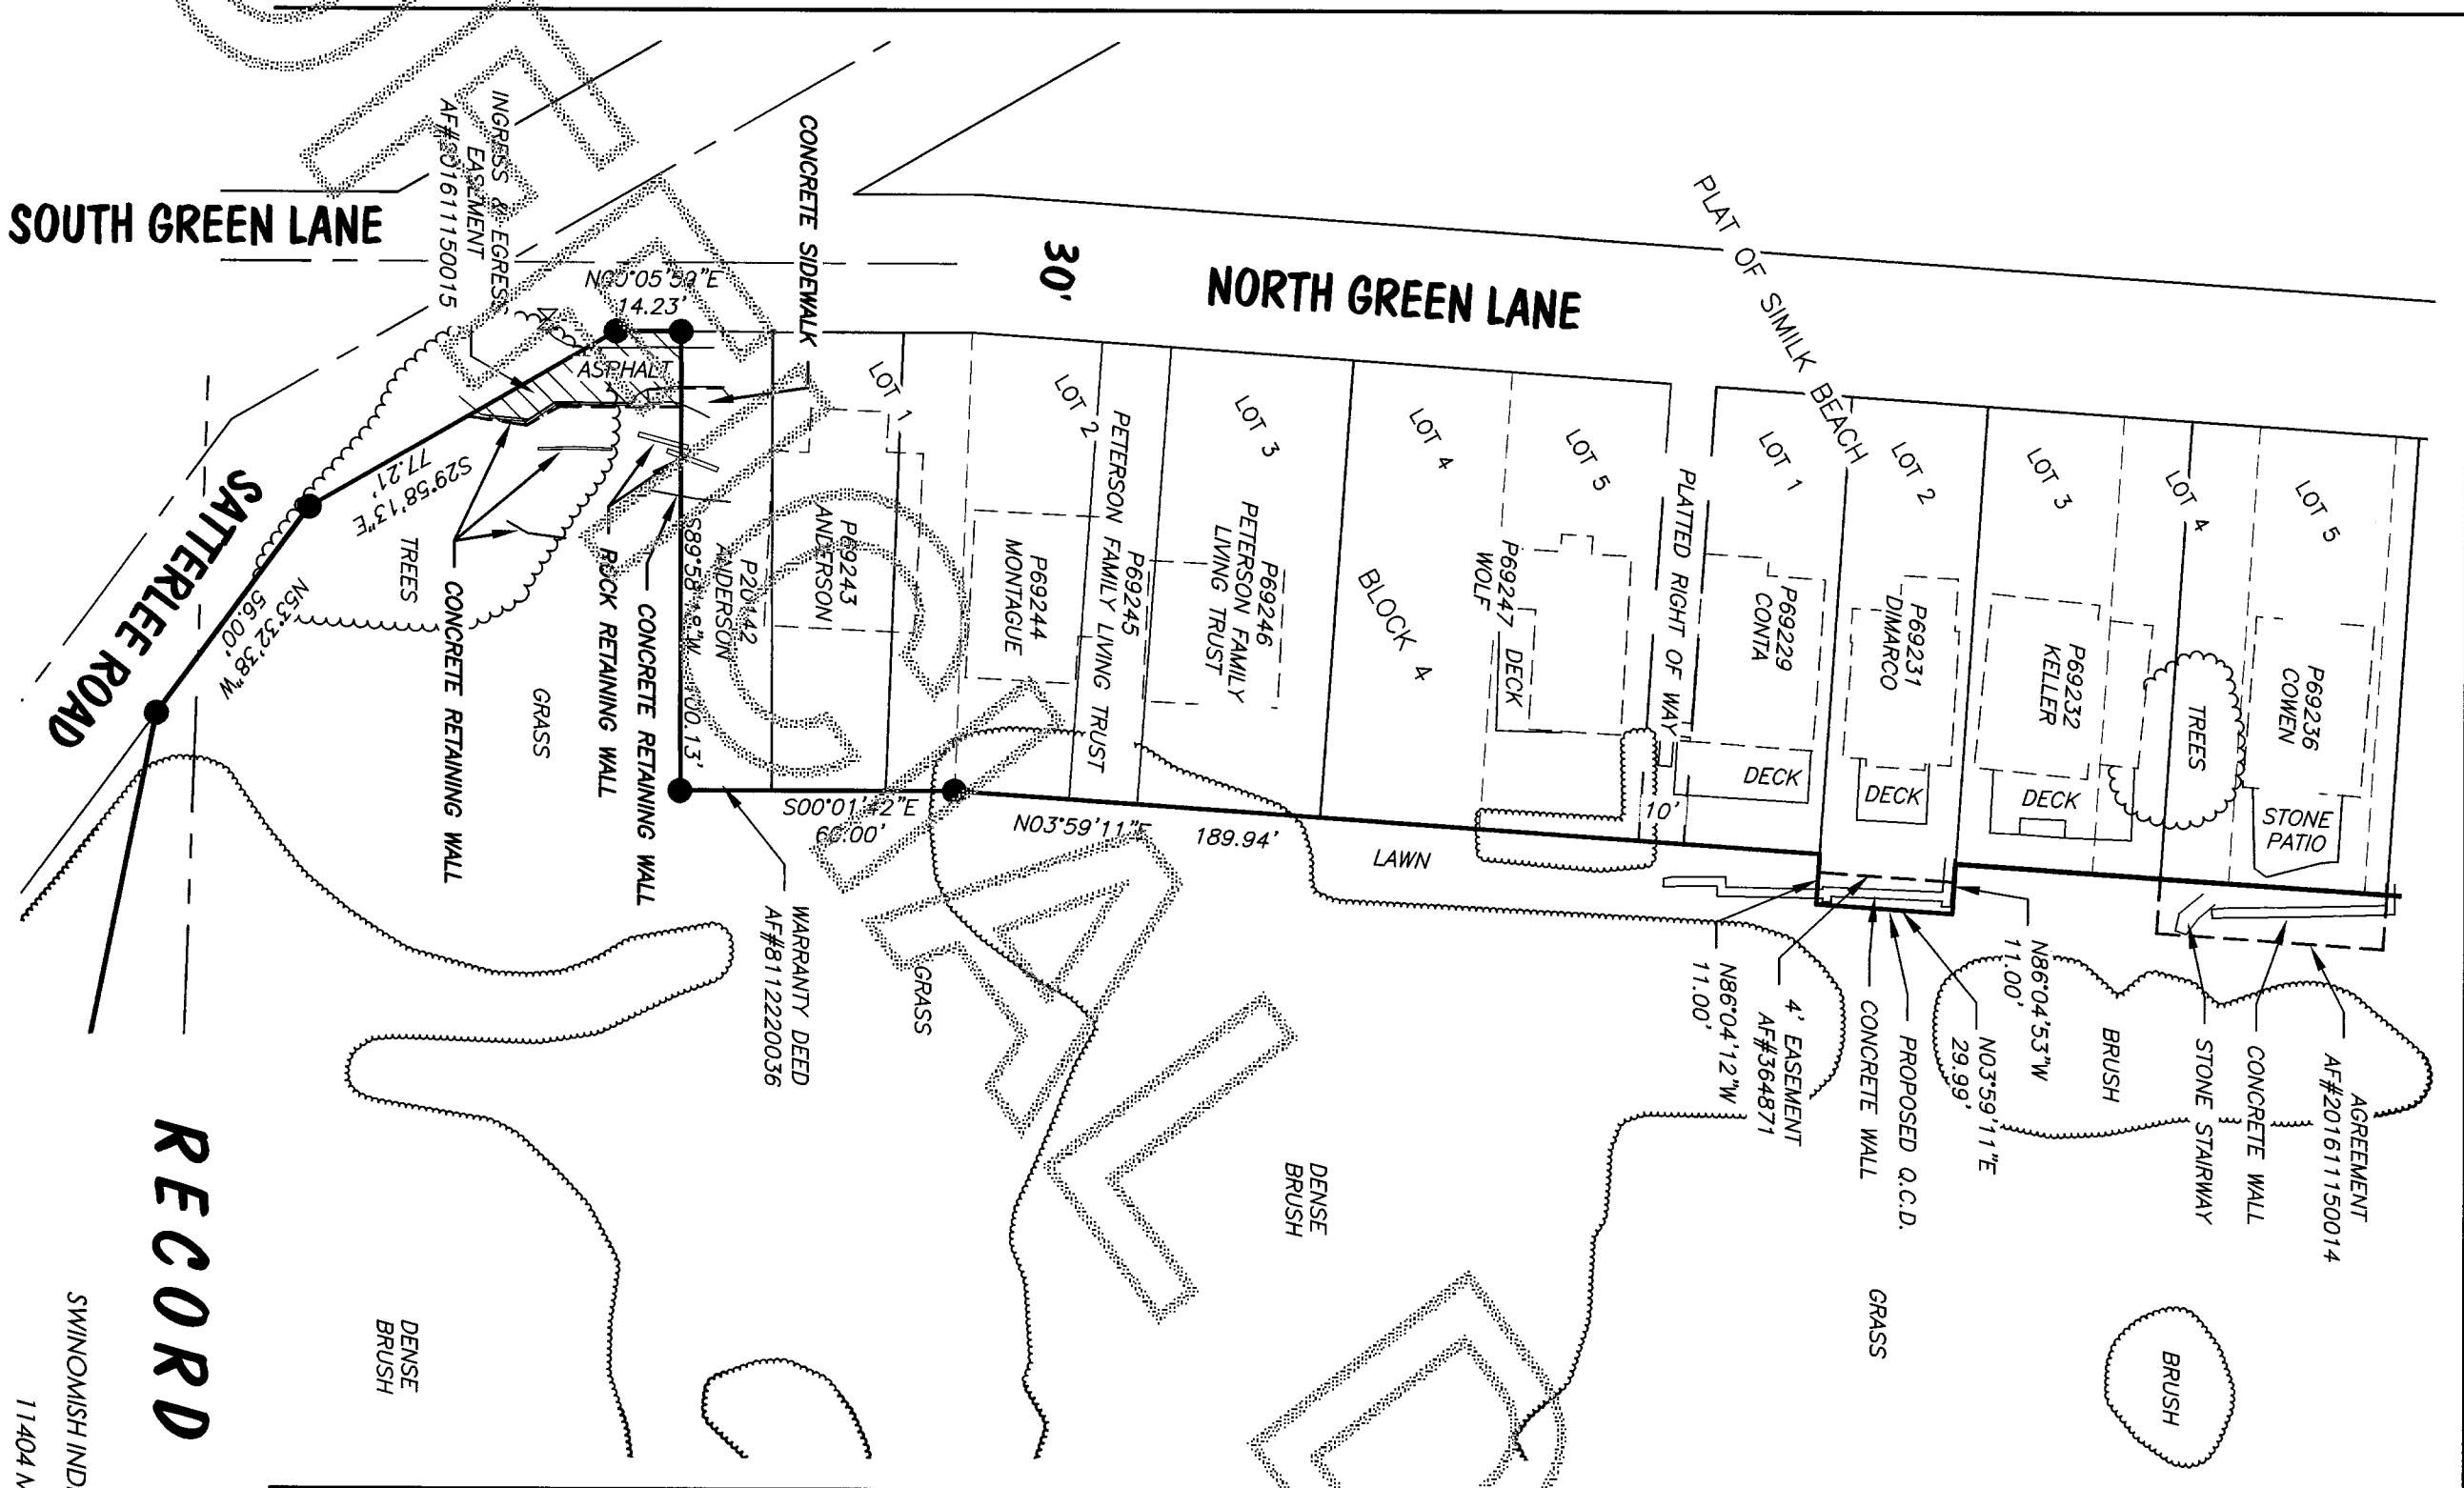 SOUTH GREEN LANE
NORTH GREEN LANE
30'
SATTERLEE ROAD
PLAT OF SIMILK BEACH
INGRESS & EGRESS
EASEMENT
AF#201611150015
14.23'
ASPHALT
CONCRETE SIDEWALK
S29°58'13"E
77.21'
N53°32'38"W
56.00'
TREES
GRASS
CONCRETE RETAINING WALL
ROCK RETAINING WALL
CONCRETE RETAINING WALL
100.13'
P20142
ANDERSON
LOT 1
P69243
ANDERSON
LOT 2
P69244
MONTAGUE
P69245
PETERSON FAMILY LIVING TRUST
LOT 3
P69246
PETERSON FAMILY
LIVING TRUST
LOT 4
BLOCK 4
LOT 5
P69247
WOLF
DECK
PLATTED RIGHT OF WAY
LOT 1
P69229
CONTA
DECK
LOT 2
P69231
DIMARCO
DECK
LOT 3
P69232
KELLER
DECK
LOT 4
TREES
LOT 5
P69236
COWEN
STONE
PATIO
S00°01'42"E
60.00'
N03°59'11"E
189.94'
LAWN
10'
WARRANTY DEED
AF#8112220036
GRASS
N86°04'12"W
11.00'
4' EASEMENT
AF#364871
CONCRETE WALL
PROPOSED Q.C.D.
N03°59'11"E
29.99'
N86°04'53"W
11.00'
BRUSH
STONE STAIRWAY
CONCRETE WALL
AGREEMENT
AF#201611150014
DENSE
BRUSH
GRASS
BRUSH
DENSE
BRUSH
RECORD
SWINOMISH IND
11404